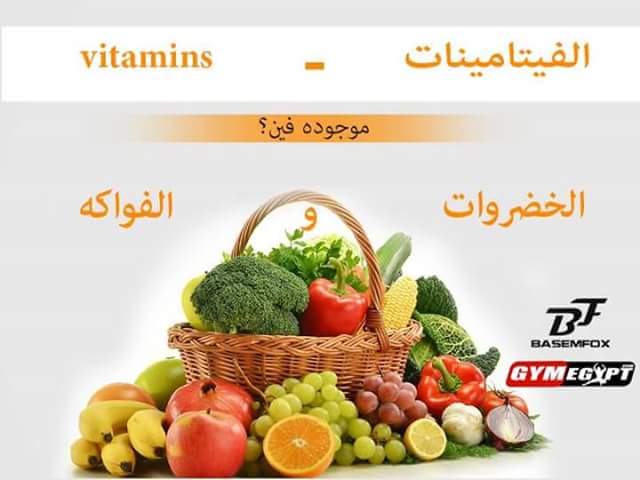 الفيتامينات - vitamins
موجوده فين؟
الخضروات و الفواكه
BF
BASEMFOX
GYMEGYPT